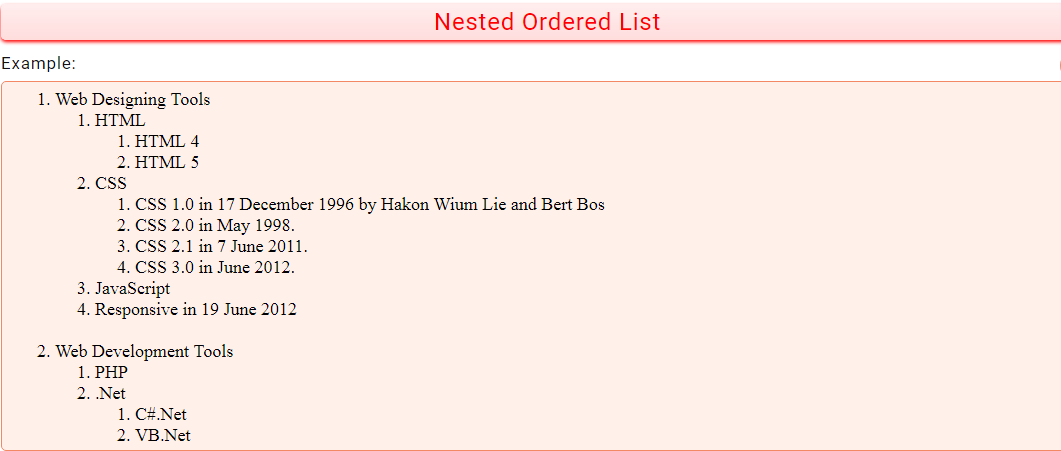 Nested Ordered List
Example:
1. Web Designing Tools
1. HTML
1. HTML 4
2. HTML 5
2. CSS
1. CSS 1.0 in 17 December 1996 by Hakon Wium Lie and Bert Bos
2. CSS 2.0 in May 1998.
3. CSS 2.1 in 7 June 2011.
4. CSS 3.0 in June 2012.
3. JavaScript
4. Responsive in 19 June 2012
2. Web Development Tools
1. PHP
2. .Net
1. C#.Net
2. VB.Net